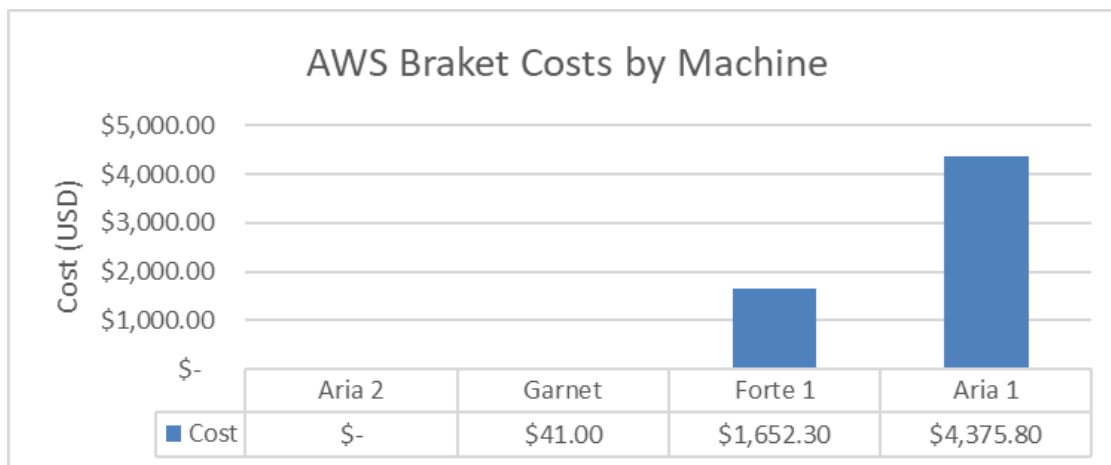 AWS Braket Costs by Machine
Cost (USD)
$5,000.00
$4,000.00
$3,000.00
$2,000.00
$1,000.00
$-
Aria 2 Garnet Forte 1 Aria 1
Cost $- $41.00 $1,652.30 $4,375.80